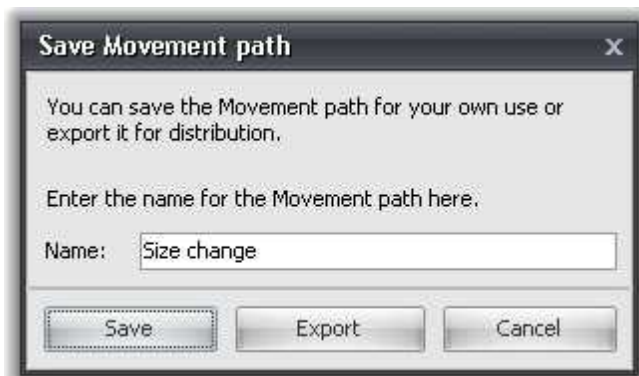 Save Movement path x
You can save the Movement path for your own use or
export it for distribution.
Enter the name for the Movement path here.
Name: Size change
Save Export Cancel